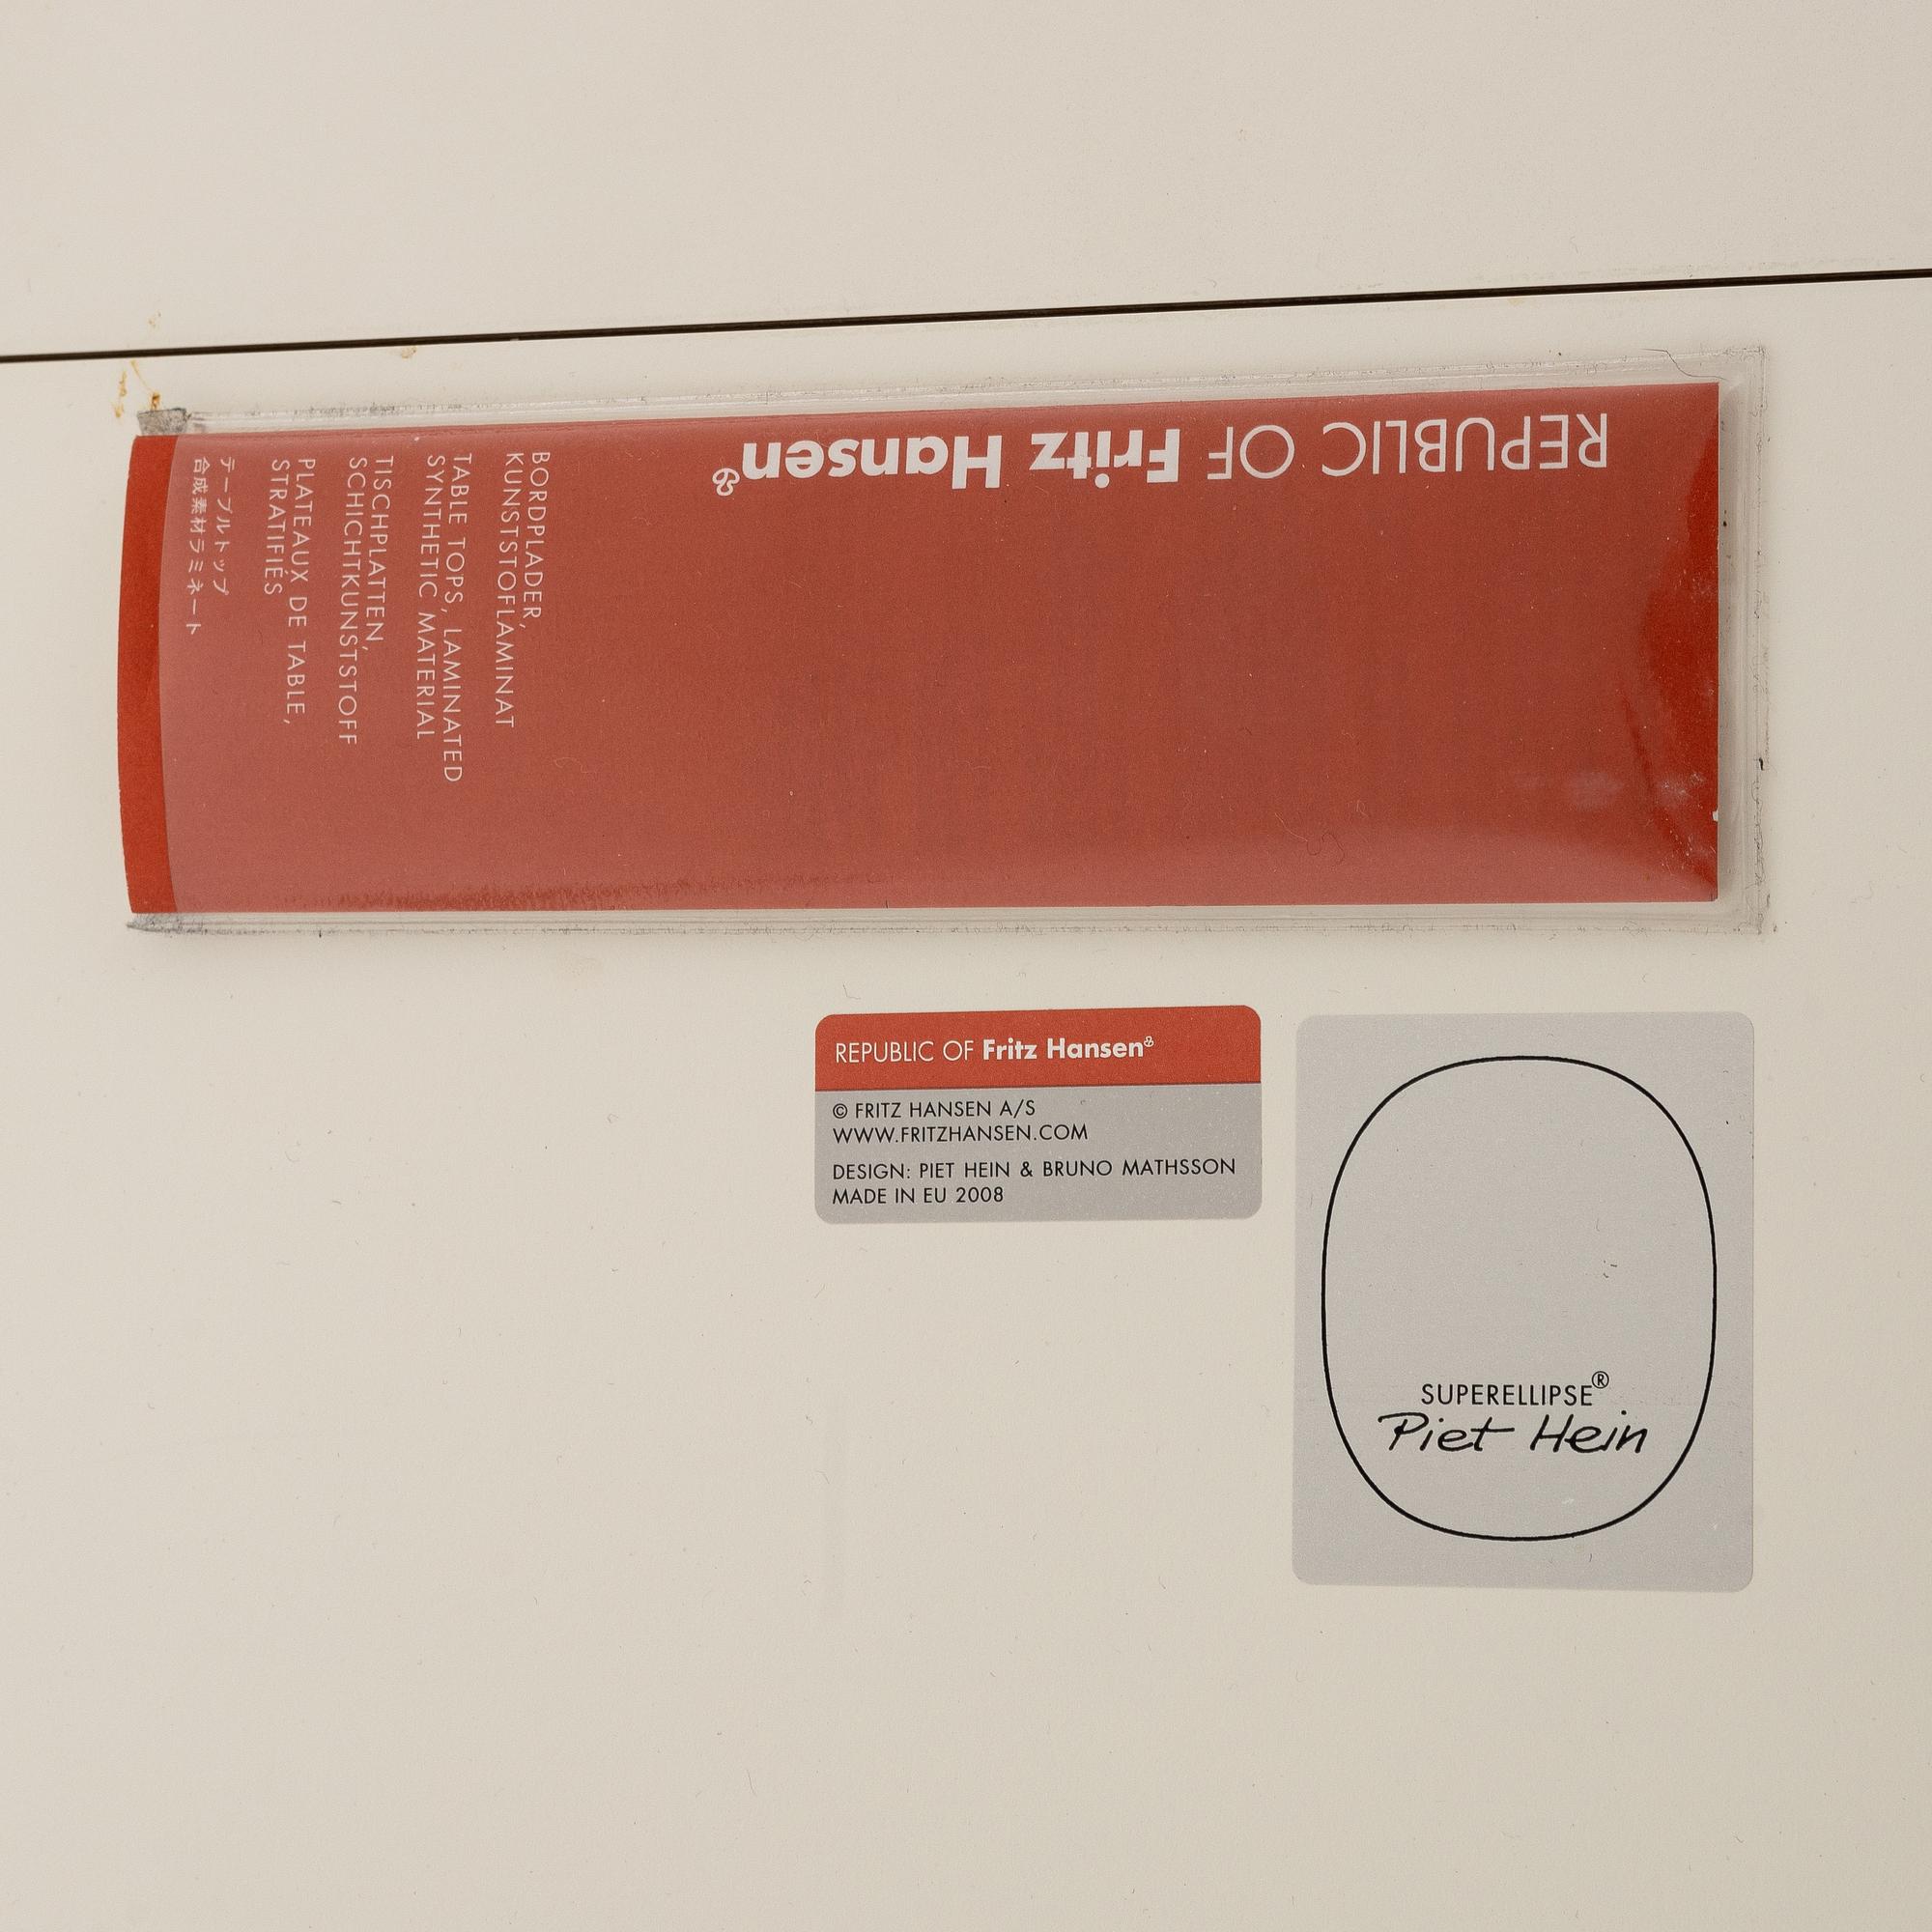 REPUBLIC OF Fritz Hansen
BORDPLADER,
KUNSTSTOFLAMINAT
TABLE TOPS, LAMINATED
SYNTHETIC MATERIAL
TISCHPLATTEN,
SCHICHTKUNSTSTOFF
PLATEAUX DE TABLE,
STRATIFIÉS
テーブルトップ
合成素材ラミネート
REPUBLIC OF Fritz Hansen
© FRITZ HANSEN A/S
WWW.FRITZHANSEN.COM
DESIGN: PIET HEIN & BRUNO MATHSSON
MADE IN EU 2008
SUPERELLIPSE®
Piet Hein